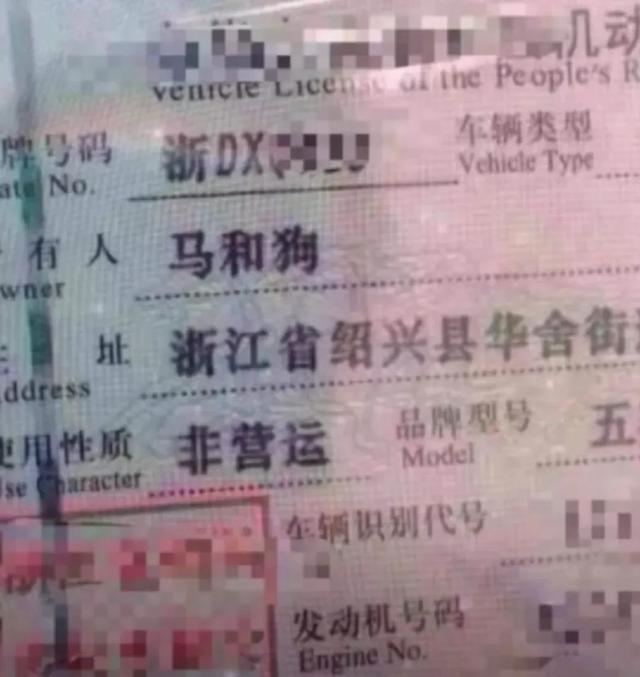 机动
Vehicle License of the People's R
牌号码 浙DX 车辆类型
ate No. Vehicle Type
有人 马和狗
wner
址 浙江省绍兴县华舍街
ddress
使用性质 非营运 品牌型号 五
Use Character Model
车辆识别代号
发动机号码
Engine No.